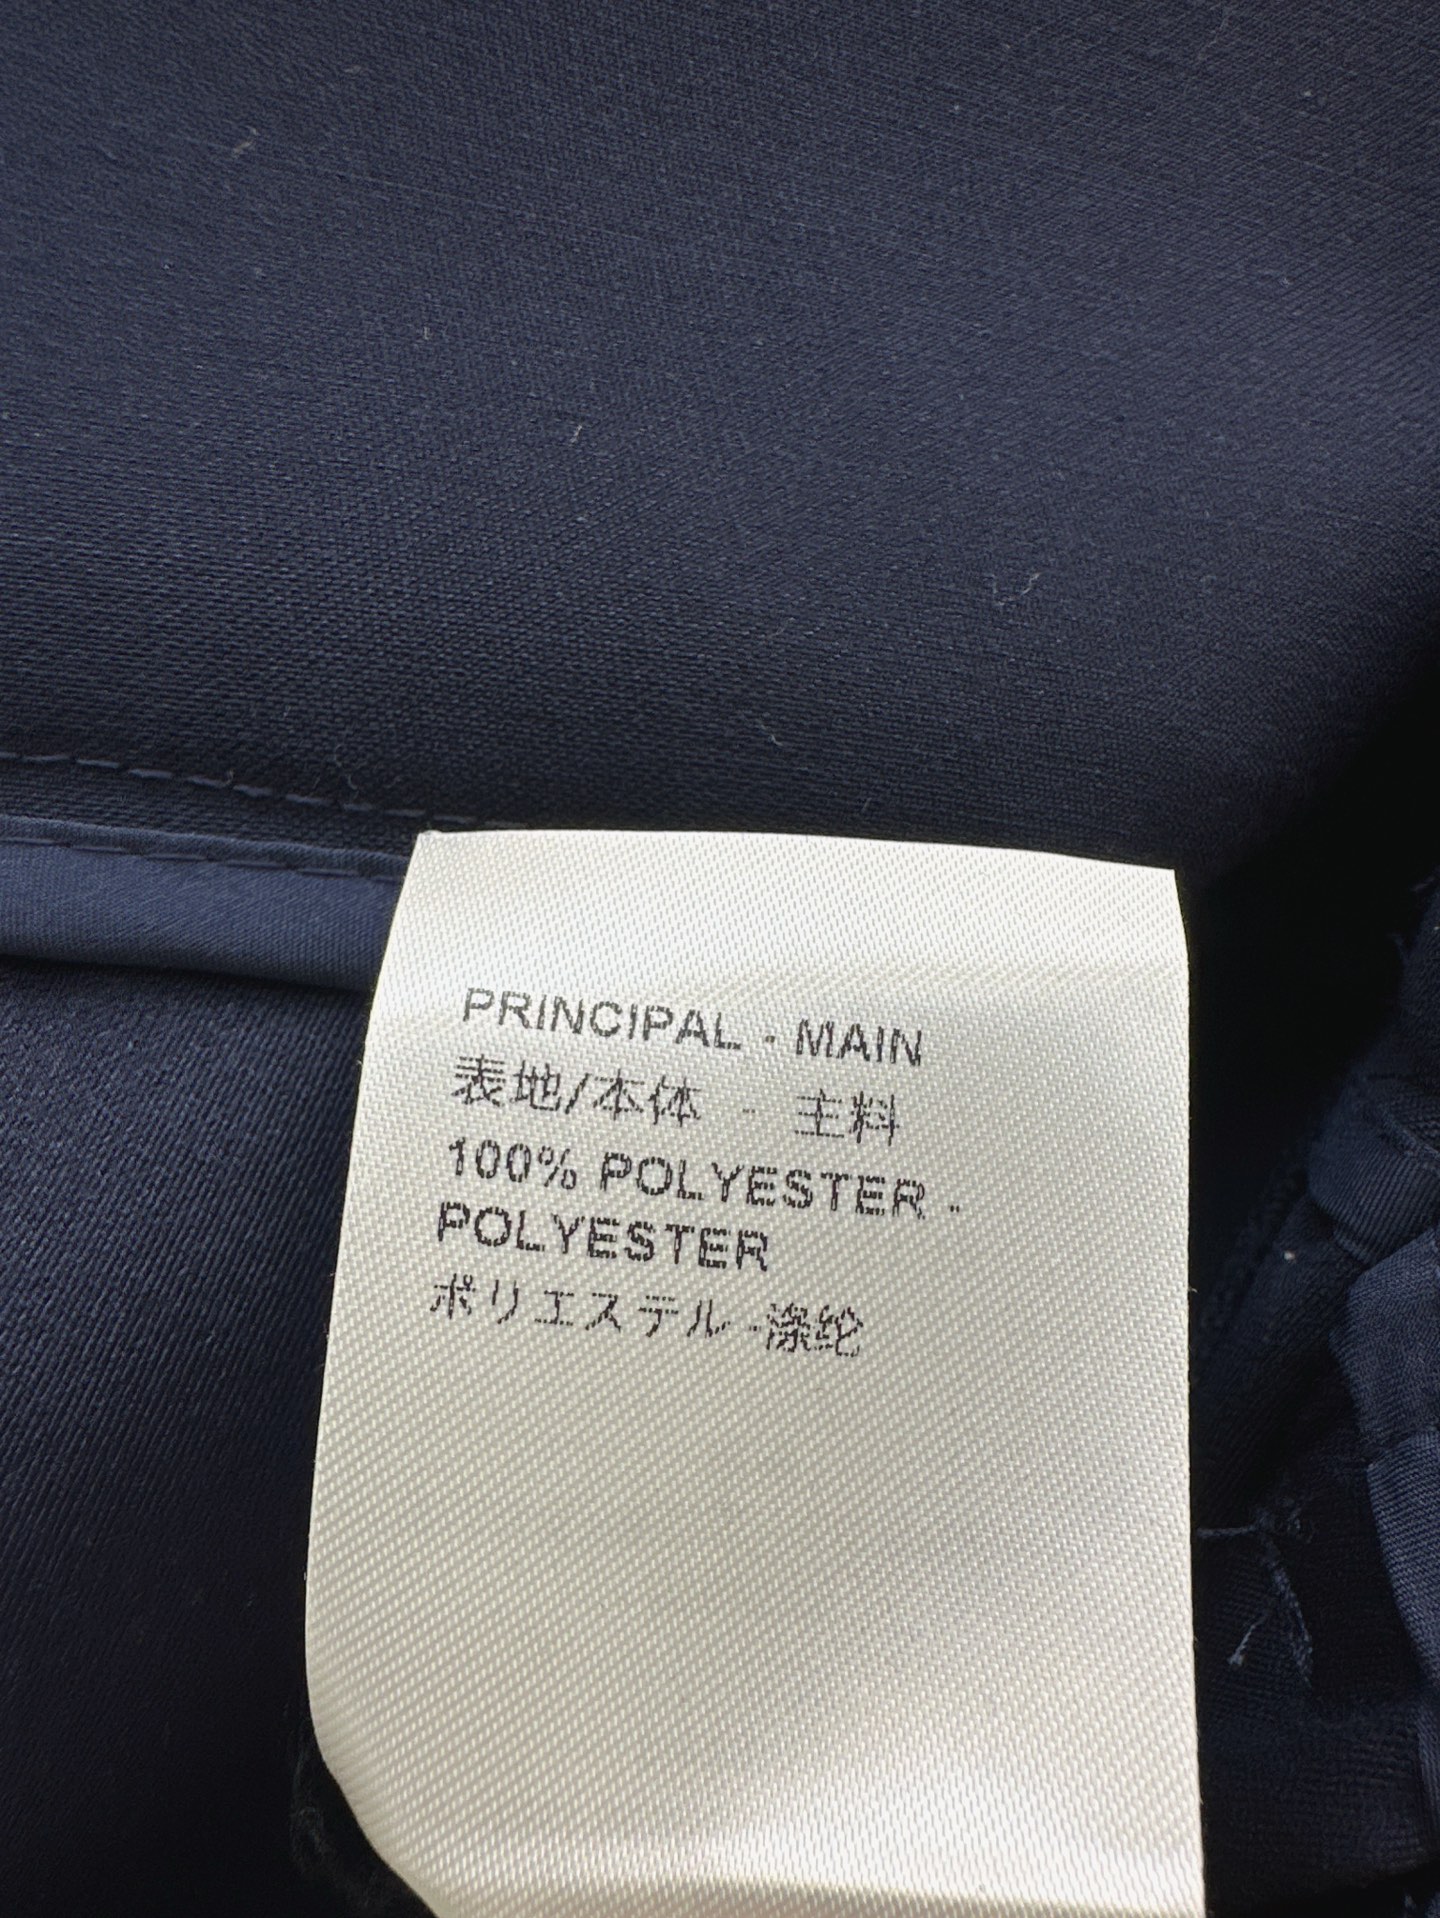 PRINCIPAL - MAIN
表地/本体 - 主料
100% POLYESTER -
POLYESTER
ポリエステル -涤纶